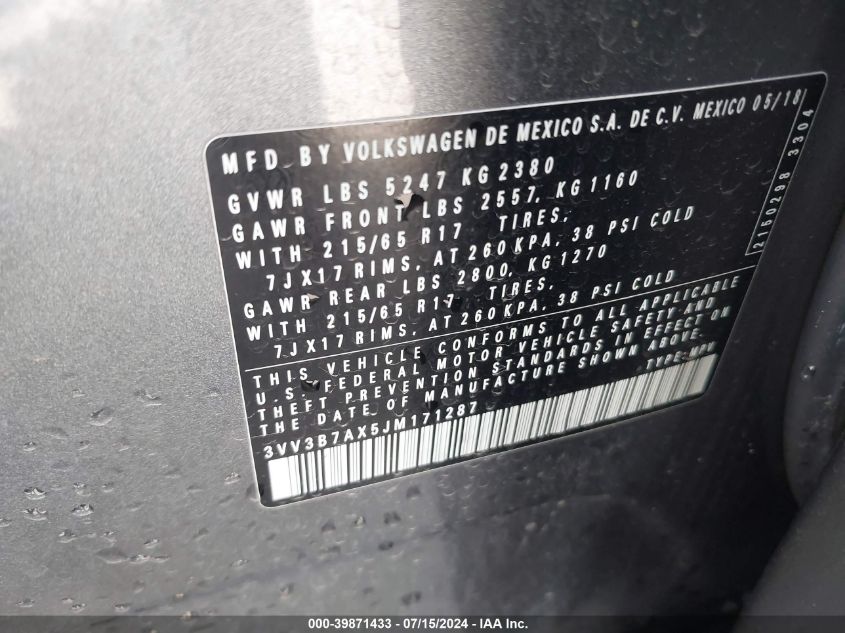 MFD. BY VOLKSWAGEN DE MEXICO S.A. DE C.V. MEXICO 05/18
GVWR LBS 5247 KG 2380
GAWR FRONT LBS 2557, KG 1160
WITH 215/65 R17 TIRES,
7JX17 RIMS, AT 260 KPA, 38 PSI COLD
GAWR REAR LBS 2800, KG 1270
WITH 215/65 R17 TIRES,
7JX17 RIMS, AT 260 KPA, 38 PSI COLD
THIS VEHICLE CONFORMS TO ALL APPLICABLE
U.S. FEDERAL MOTOR VEHICLE SAFETY AND
THEFT PREVENTION STANDARDS IN EFFECT ON
THE DATE OF MANUFACTURE SHOWN ABOVE.
3VV3B7AX5JM171287 TYPE: MPV
2150298 3304
000-39871433 - 07/15/2024 - IAA Inc.